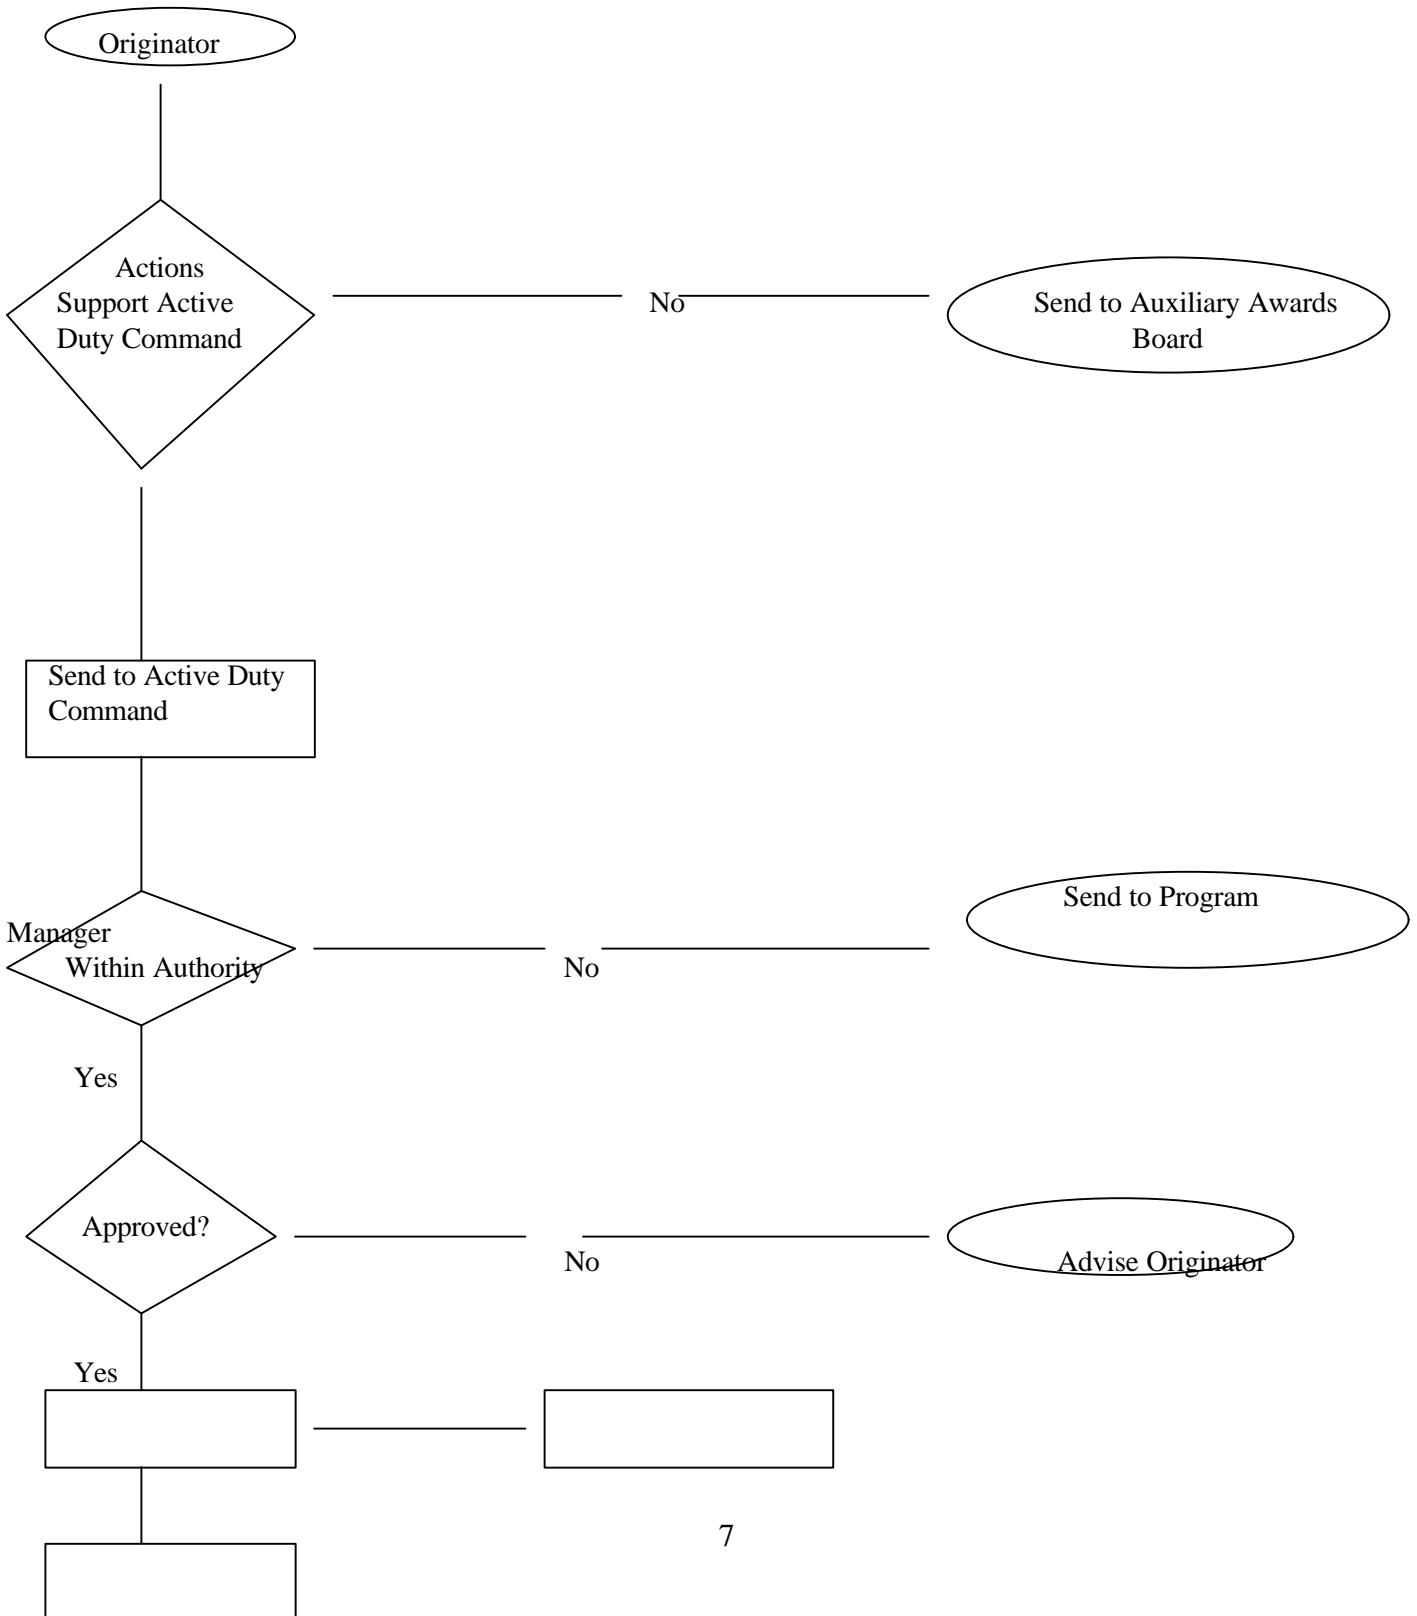 Originator
Actions
Support Active
Duty Command
No
Send to Auxiliary Awards
Board
Send to Active Duty
Command
Send to Program
Manager
Within Authority
No
Yes
Approved?
No
Advise Originator
Yes
7